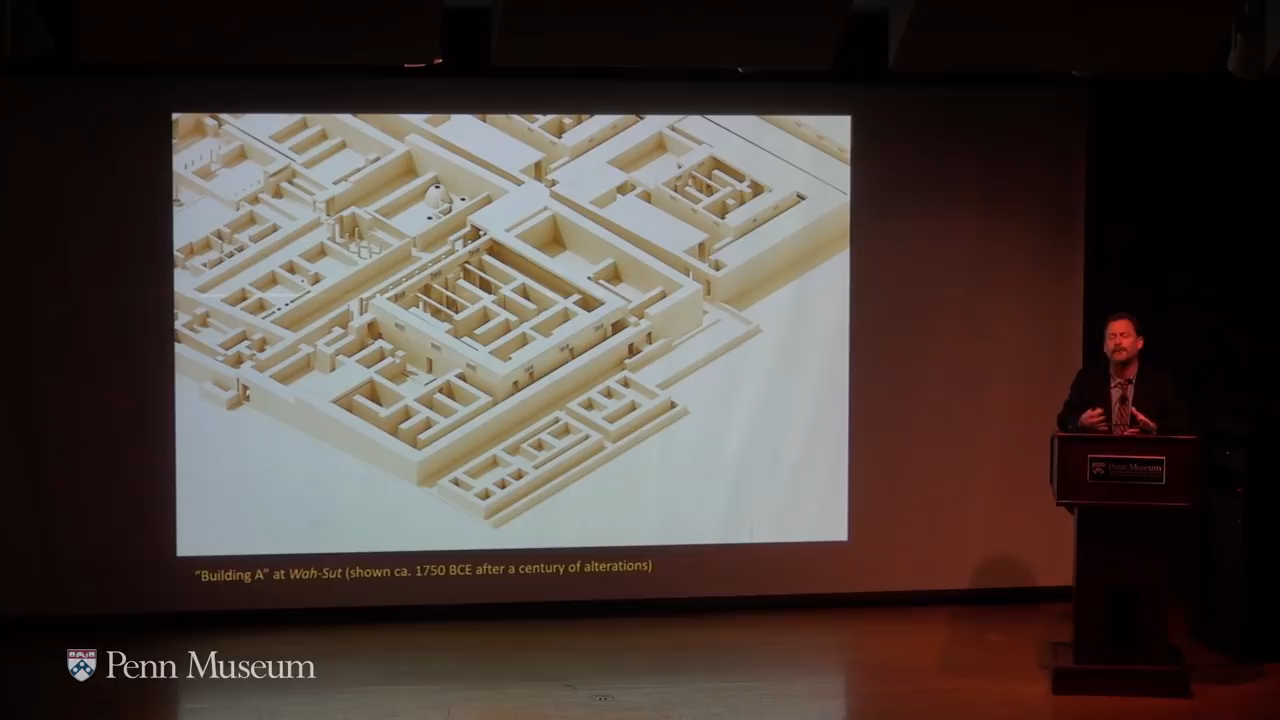 "Building A" at Wah-Sut (shown ca. 1750 BCE after a century of alterations)
Penn Museum
Penn Museum